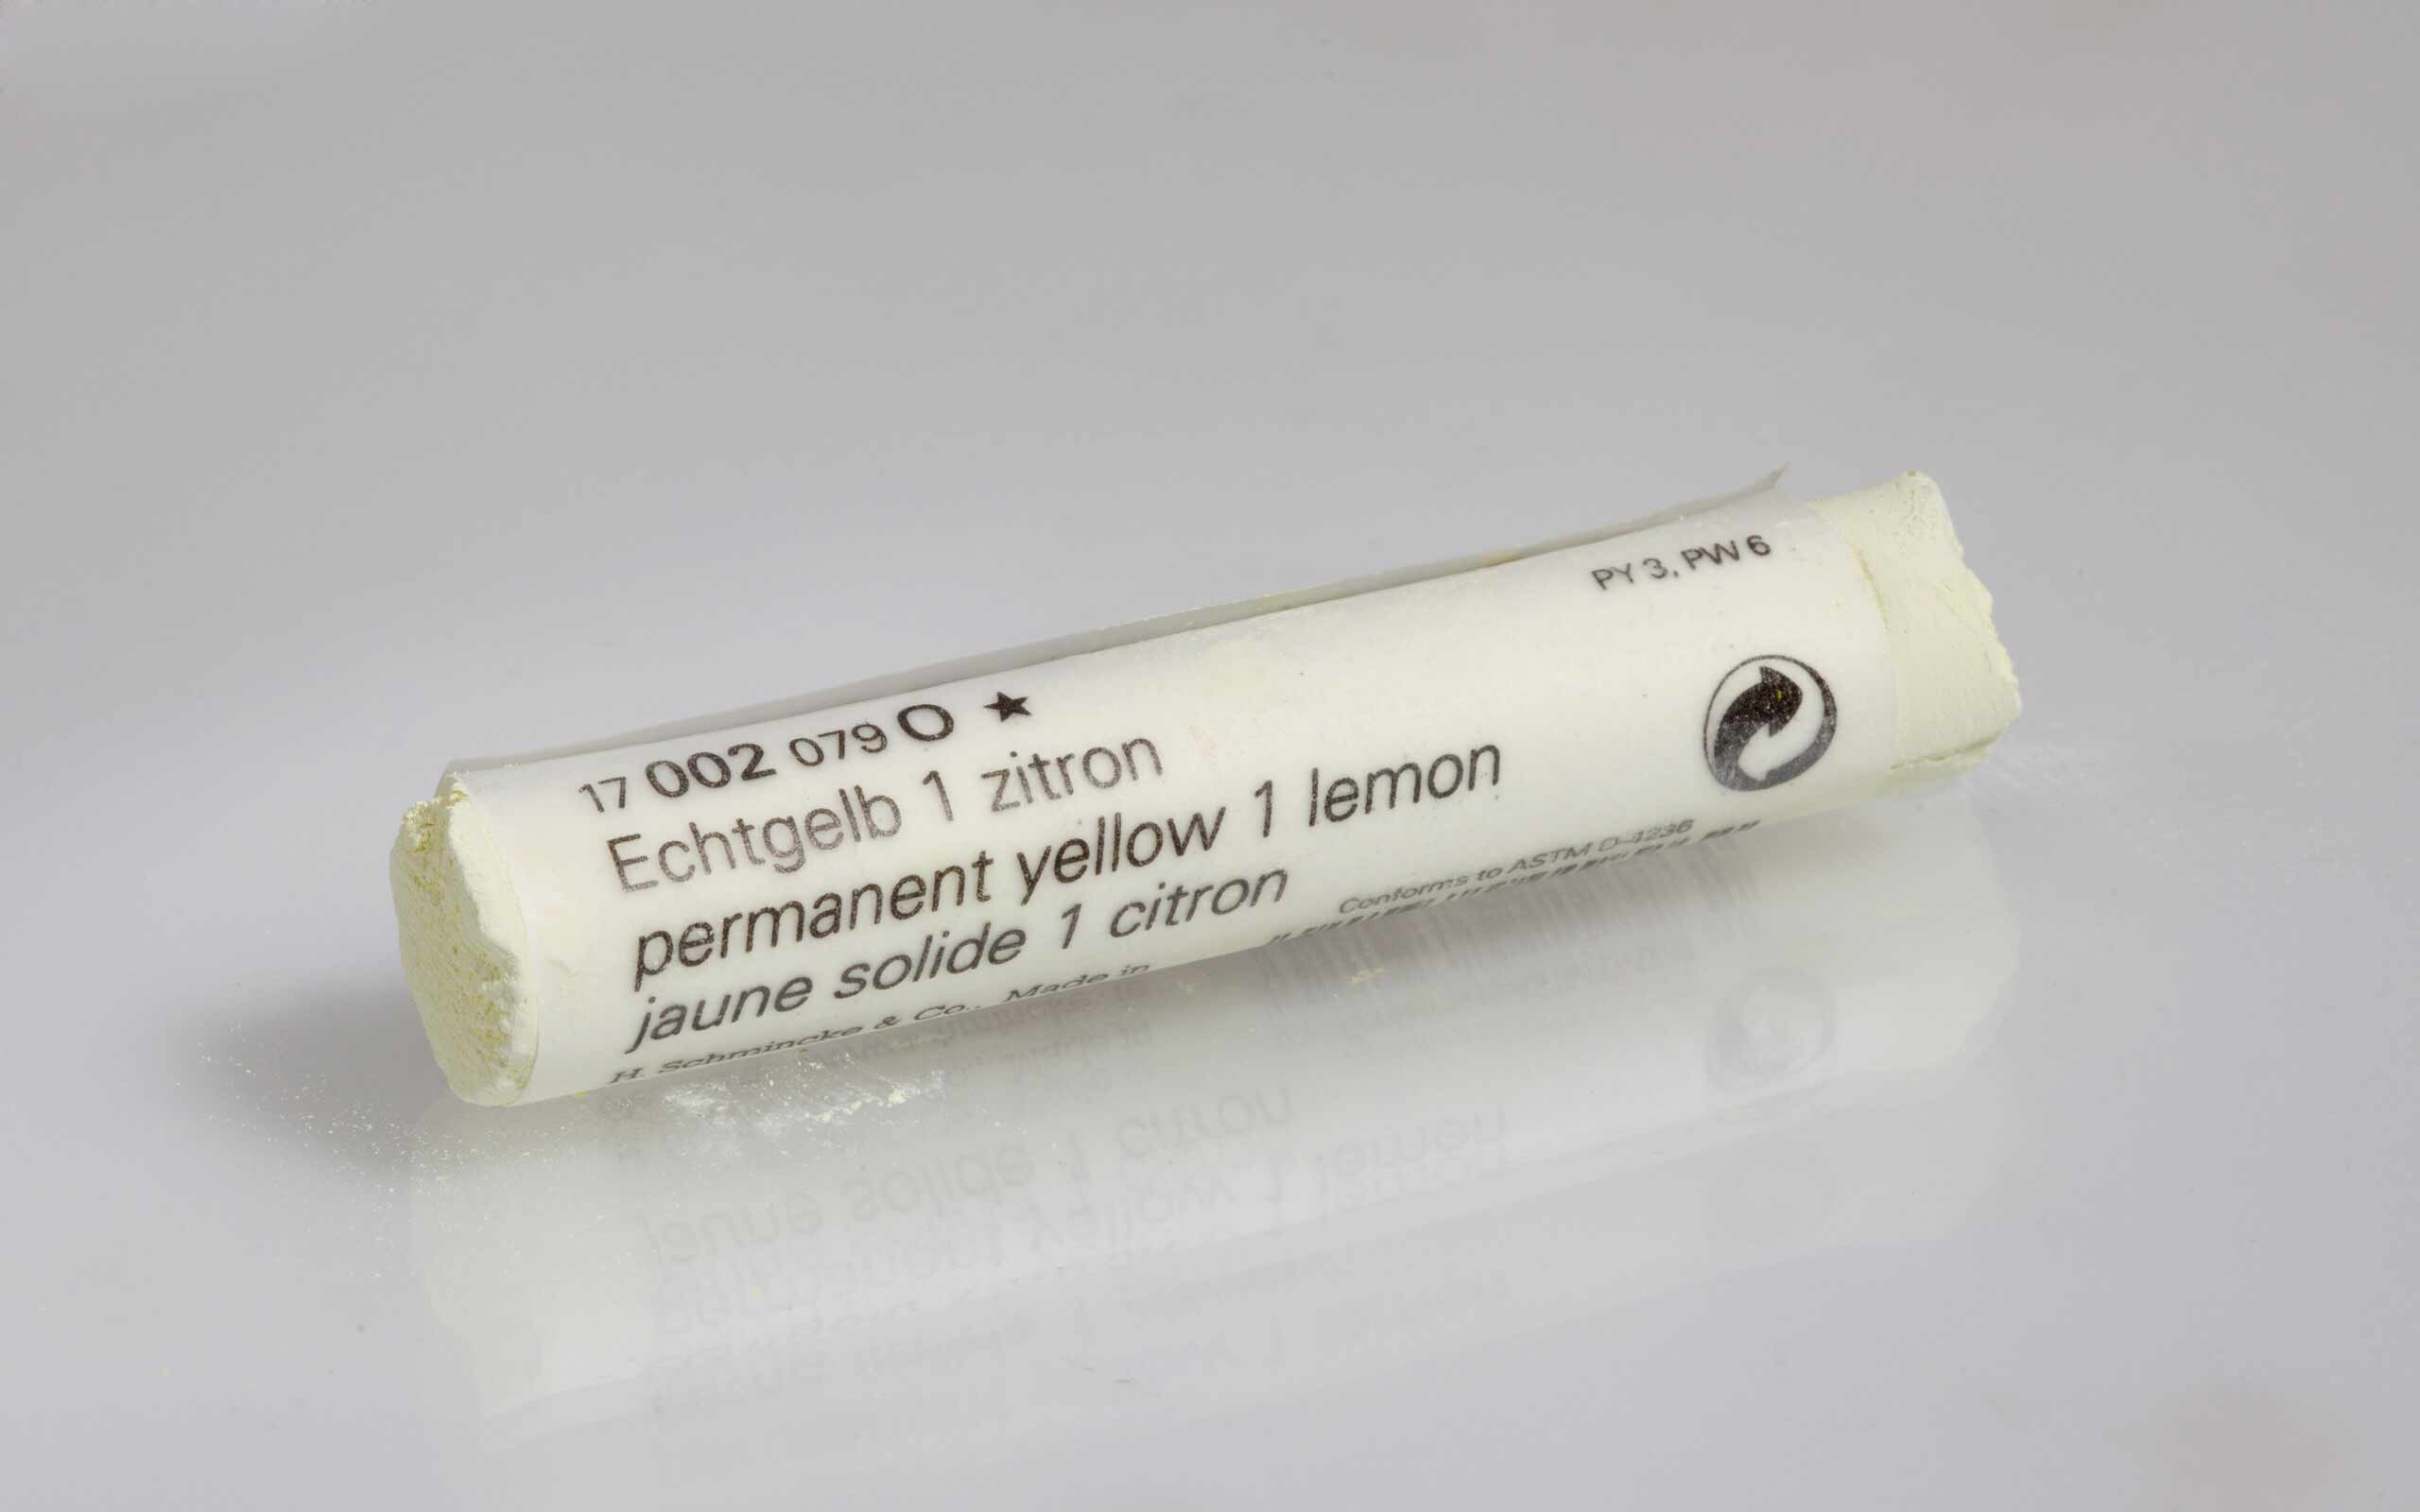 17 002 079 O ★
PY 3, PW 6
Echtgelb 1 zitron
permanent yellow 1 lemon
jaune solide 1 citron
Conforms to ASTM D-4236
H. Schmincke & Co., Made in